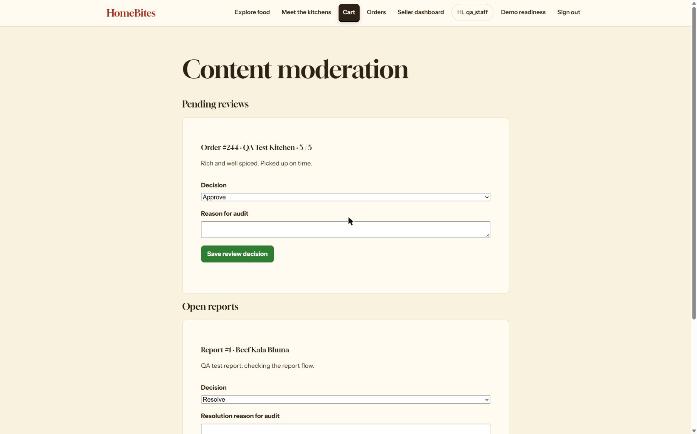 HomeBites
Explore food
Meet the kitchens
Cart
Orders
Seller dashboard
Hi, qa_staff
Demo readiness
Sign out
Content moderation
Pending reviews
Order #244 · QA Test Kitchen · 5 / 5
Rich and well spiced. Picked up on time.
Decision
Approve
Reason for audit
Save review decision
Open reports
Report #1 · Beef Kala Bhuna
QA test report: checking the report flow.
Decision
Resolve
Resolution reason for audit